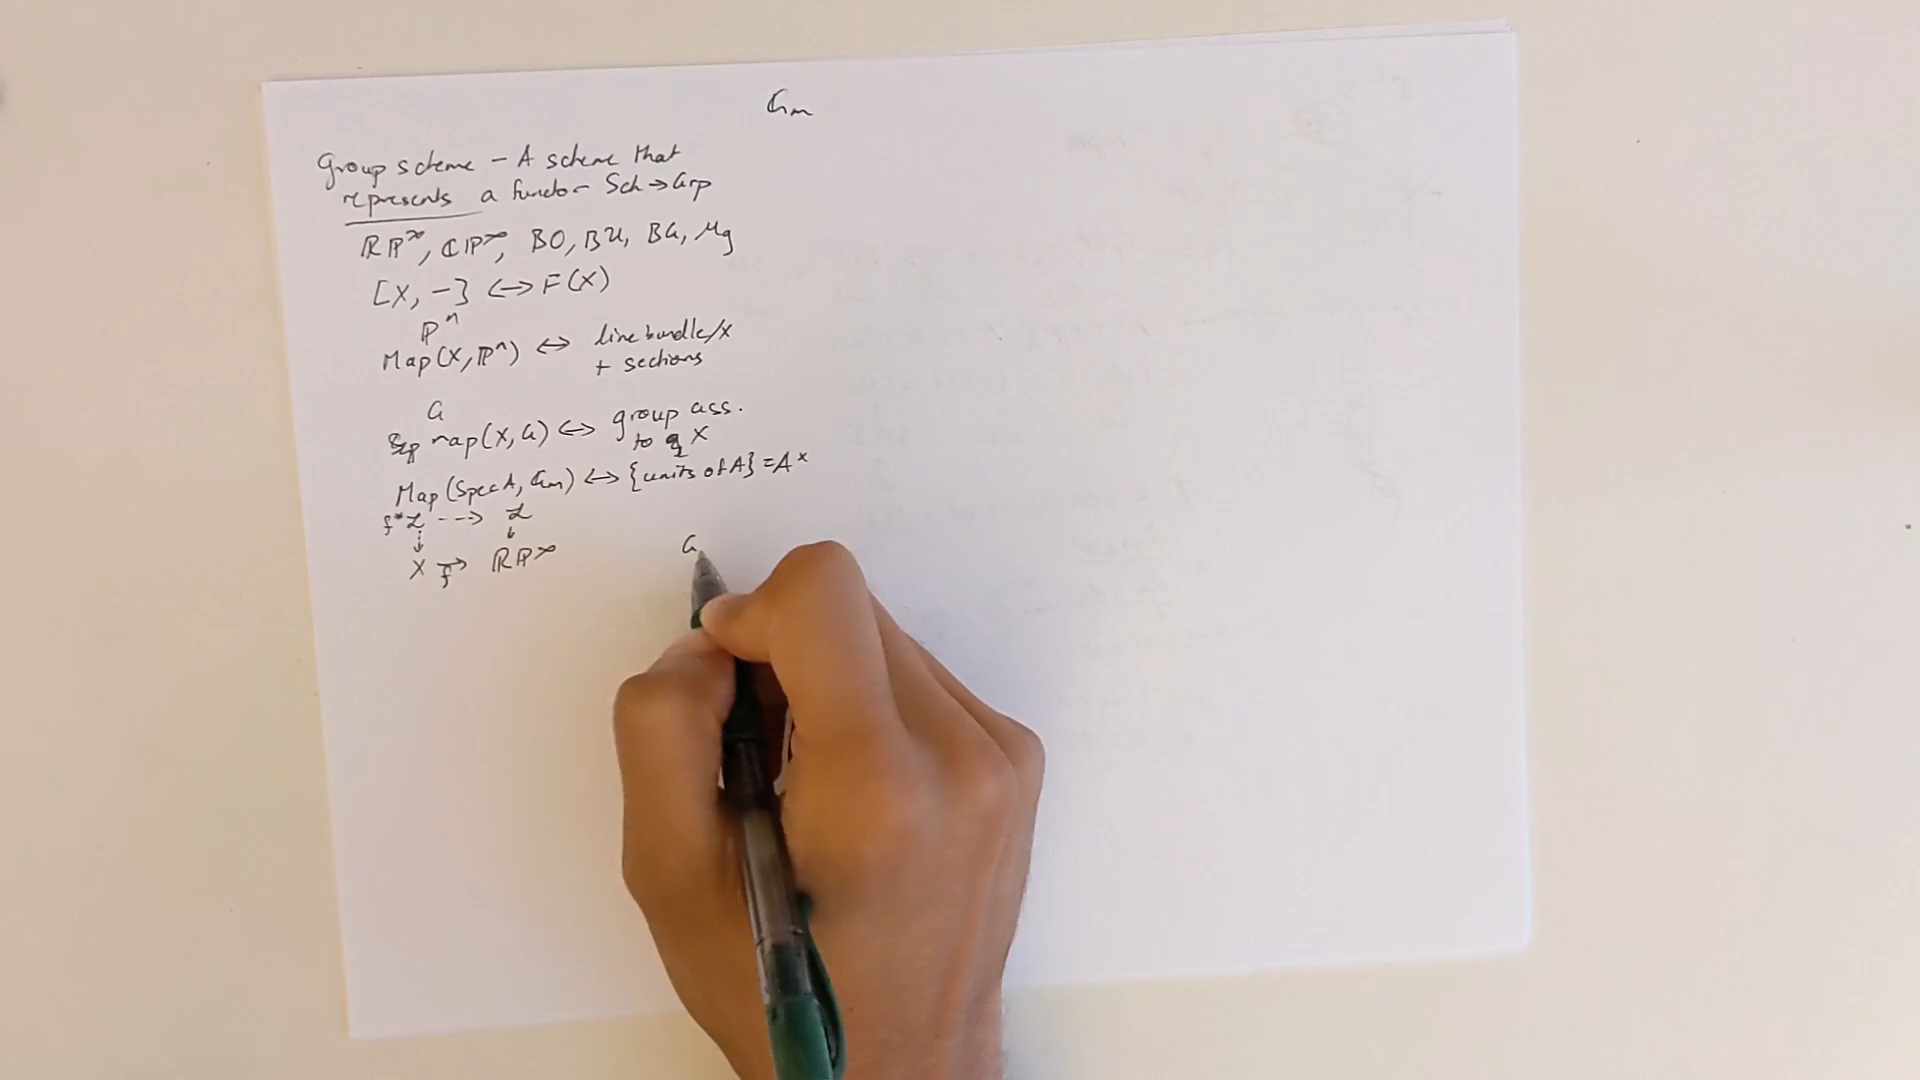 𝔾m
Group scheme – A scheme that
represents a functor Sch → Grp
ℝℙ^∞, ℂℙ^∞, BO, BU, BG, Mg
[X, -] ↔ F(X)
ℙ^n
Map(X, ℙ^n) ↔ line bundle/X
+ sections
G
Map(X, G) ↔ group ass.
to X
Map(Spec A, 𝔾m) ↔ {units of A} = A^×
f*ℒ ⇢ ℒ
X → ℝℙ^∞
f
G